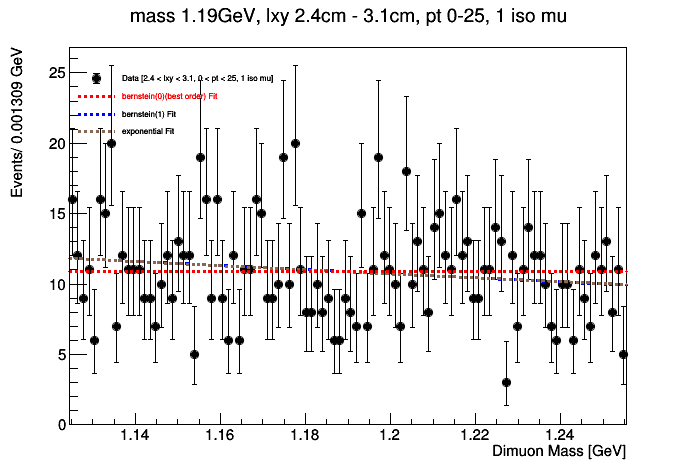 mass 1.19GeV, lxy 2.4cm - 3.1cm, pt 0-25, 1 iso mu
Events/ 0.001309 GeV
25
20
15
10
5
0
Data [2.4 < lxy < 3.1, 0 < pt < 25, 1 iso mu]
bernstein(0)(best order) Fit
bernstein(1) Fit
exponential Fit
1.14 1.16 1.18 1.2 1.22 1.24
Dimuon Mass [GeV]